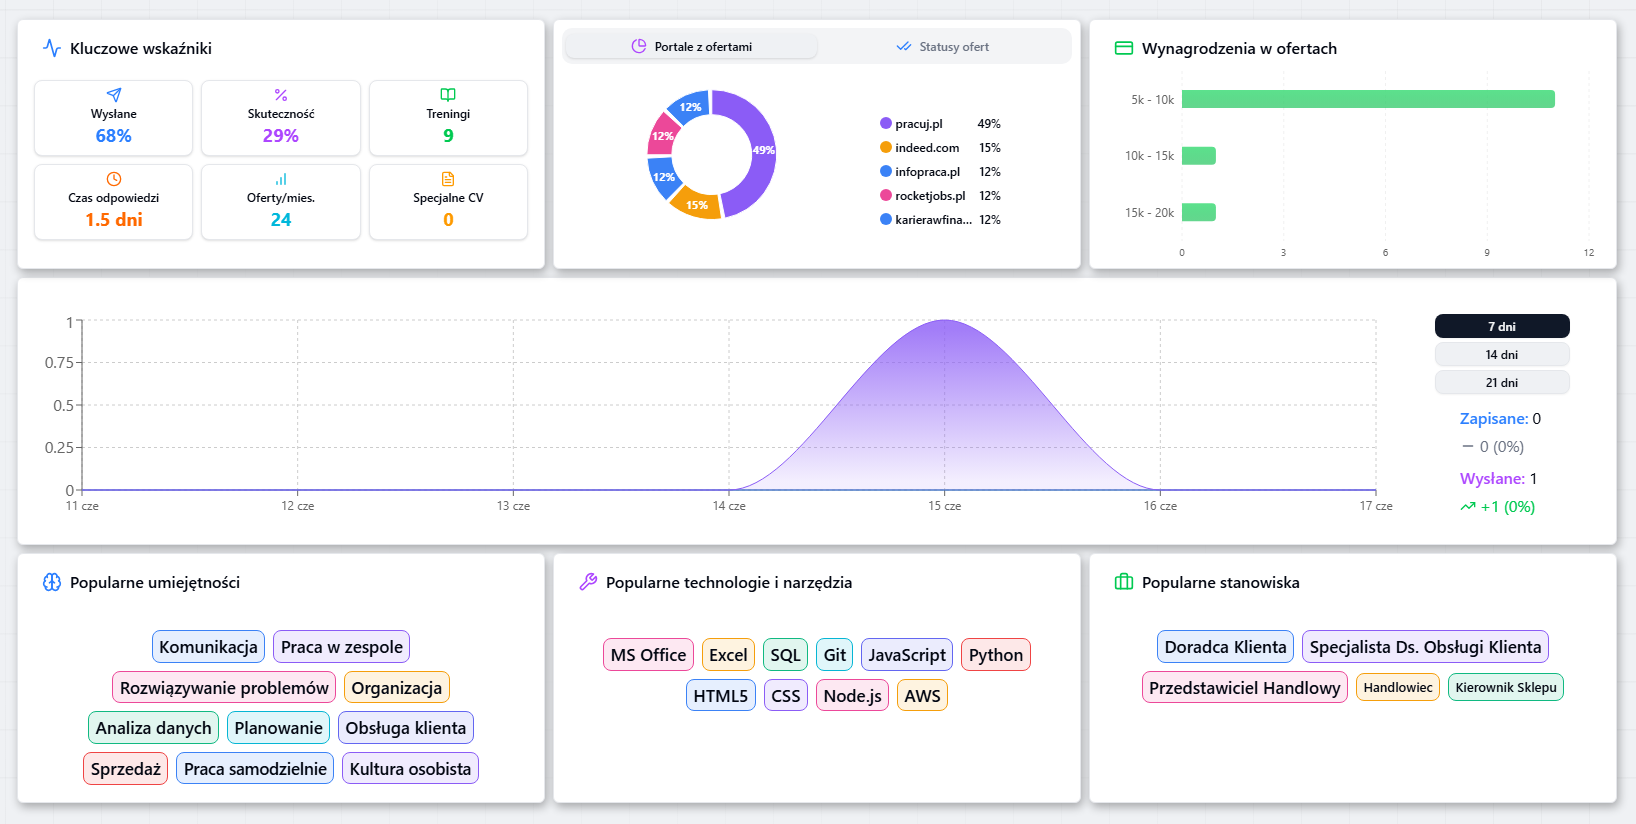 Kluczowe wskaźniki
Wysłane
68%
Skuteczność
29%
Treningi
9
Czas odpowiedzi
1.5 dni
Oferty/mies.
24
Specjalne CV
0
Portale z ofertami
Statusy ofert
12%
12%
49%
12%
15%
pracuj.pl 49%
indeed.com 15%
infopraca.pl 12%
rocketjobs.pl 12%
karierawfina... 12%
Wynagrodzenia w ofertach
5k - 10k
10k - 15k
15k - 20k
0 3 6 9 12
1
0.75
0.5
0.25
0
11 cze 12 cze 13 cze 14 cze 15 cze 16 cze 17 cze
7 dni
14 dni
21 dni
Zapisane: 0
0 (0%)
Wysłane: 1
+1 (0%)
Popularne umiejętności
Komunikacja Praca w zespole
Rozwiązywanie problemów Organizacja
Analiza danych Planowanie Obsługa klienta
Sprzedaż Praca samodzielnie Kultura osobista
Popularne technologie i narzędzia
MS Office Excel SQL Git JavaScript Python
HTML5 CSS Node.js AWS
Popularne stanowiska
Doradca Klienta Specjalista Ds. Obsługi Klienta
Przedstawiciel Handlowy Handlowiec Kierownik Sklepu